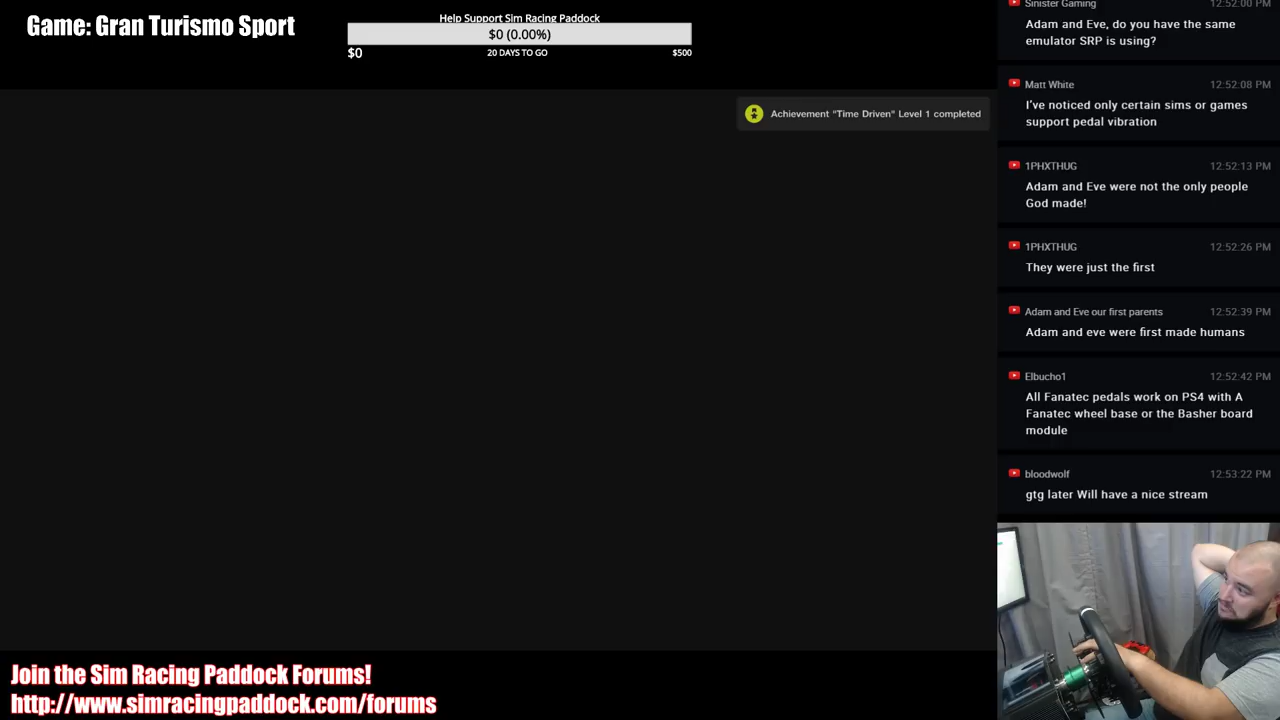 Game: Gran Turismo Sport
Help Support Sim Racing Paddock
$0 (0.00%)
$0
20 DAYS TO GO
$500
Achievement "Time Driven" Level 1 completed
Sinister Gaming 12:52:00 PM
Adam and Eve, do you have the same
emulator SRP is using?
Matt White 12:52:08 PM
I've noticed only certain sims or games
support pedal vibration
1PHXTHUG 12:52:13 PM
Adam and Eve were not the only people
God made!
1PHXTHUG 12:52:26 PM
They were just the first
Adam and Eve our first parents 12:52:39 PM
Adam and eve were first made humans
Elbucho1 12:52:42 PM
All Fanatec pedals work on PS4 with A
Fanatec wheel base or the Basher board
module
bloodwolf 12:53:22 PM
gtg later Will have a nice stream
Join the Sim Racing Paddock Forums!
http://www.simracingpaddock.com/forums